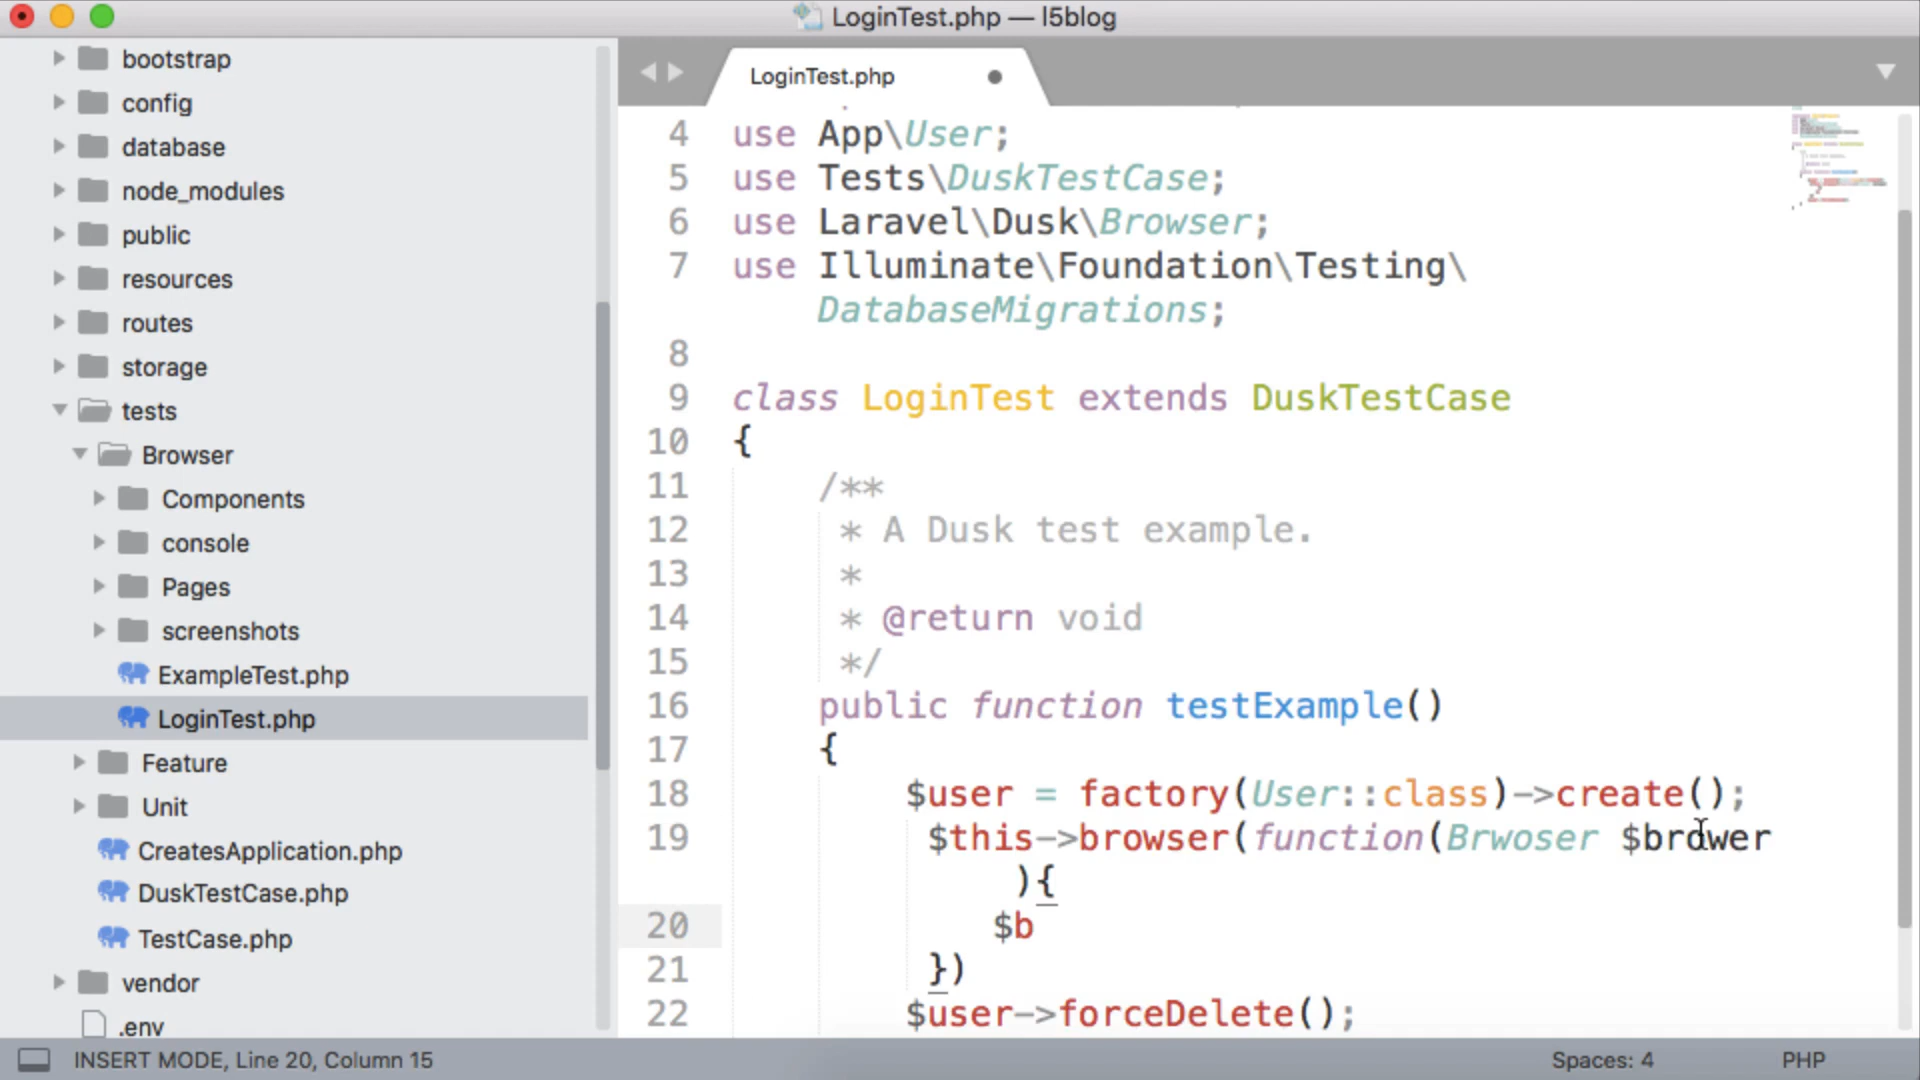 LoginTest.php — l5blog
bootstrap
config
database
node_modules
public
resources
routes
storage
tests
Browser
Components
console
Pages
screenshots
ExampleTest.php
LoginTest.php
Feature
Unit
CreatesApplication.php
DuskTestCase.php
TestCase.php
vendor
.env
LoginTest.php
4 use App\User;
5 use Tests\DuskTestCase;
6 use Laravel\Dusk\Browser;
7 use Illuminate\Foundation\Testing\
DatabaseMigrations;
8
9 class LoginTest extends DuskTestCase
10 {
11 /**
12 * A Dusk test example.
13 *
14 * @return void
15 */
16 public function testExample()
17 {
18 $user = factory(User::class)->create();
19 $this->browser(function(Brwoser $brower
){
20 $b
21 })
22 $user->forceDelete();
INSERT MODE, Line 20, Column 15
Spaces: 4
PHP